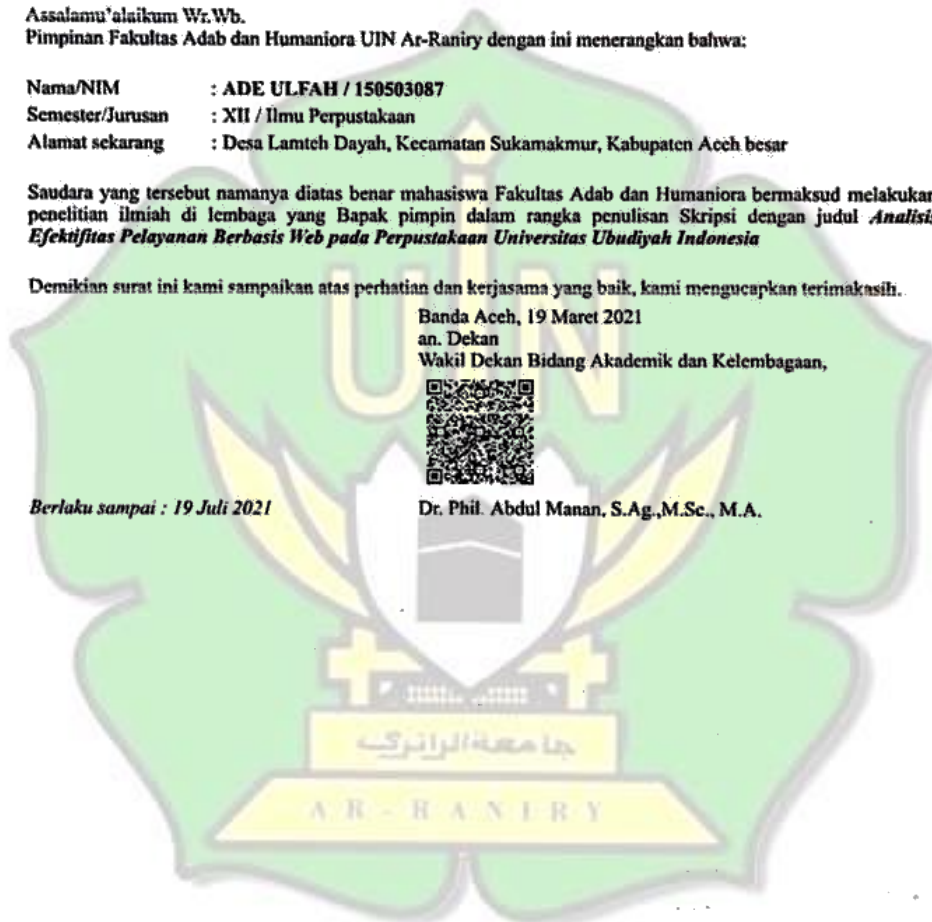 Assalamu'alaikum Wr.Wb.
Pimpinan Fakultas Adab dan Humaniora UIN Ar-Raniry dengan ini menerangkan bahwa:
Nama/NIM : ADE ULFAH / 150503087
Semester/Jurusan : XII / Ilmu Perpustakaan
Alamat sekarang : Desa Lamteh Dayah, Kecamatan Sukamakmur, Kabupaten Aceh besar
Saudara yang tersebut namanya diatas benar mahasiswa Fakultas Adab dan Humaniora bermaksud melakukan
penelitian ilmiah di lembaga yang Bapak pimpin dalam rangka penulisan Skripsi dengan judul Analisis
Efektifitas Pelayanan Berbasis Web pada Perpustakaan Universitas Ubudiyah Indonesia
Demikian surat ini kami sampaikan atas perhatian dan kerjasama yang baik, kami mengucapkan terimakasih.
Banda Aceh, 19 Maret 2021
an. Dekan
Wakil Dekan Bidang Akademik dan Kelembagaan,
Berlaku sampai : 19 Juli 2021
Dr. Phil. Abdul Manan, S.Ag.,M.Sc., M.A.
UIN
جامعة الرانري
AR-RANIRY